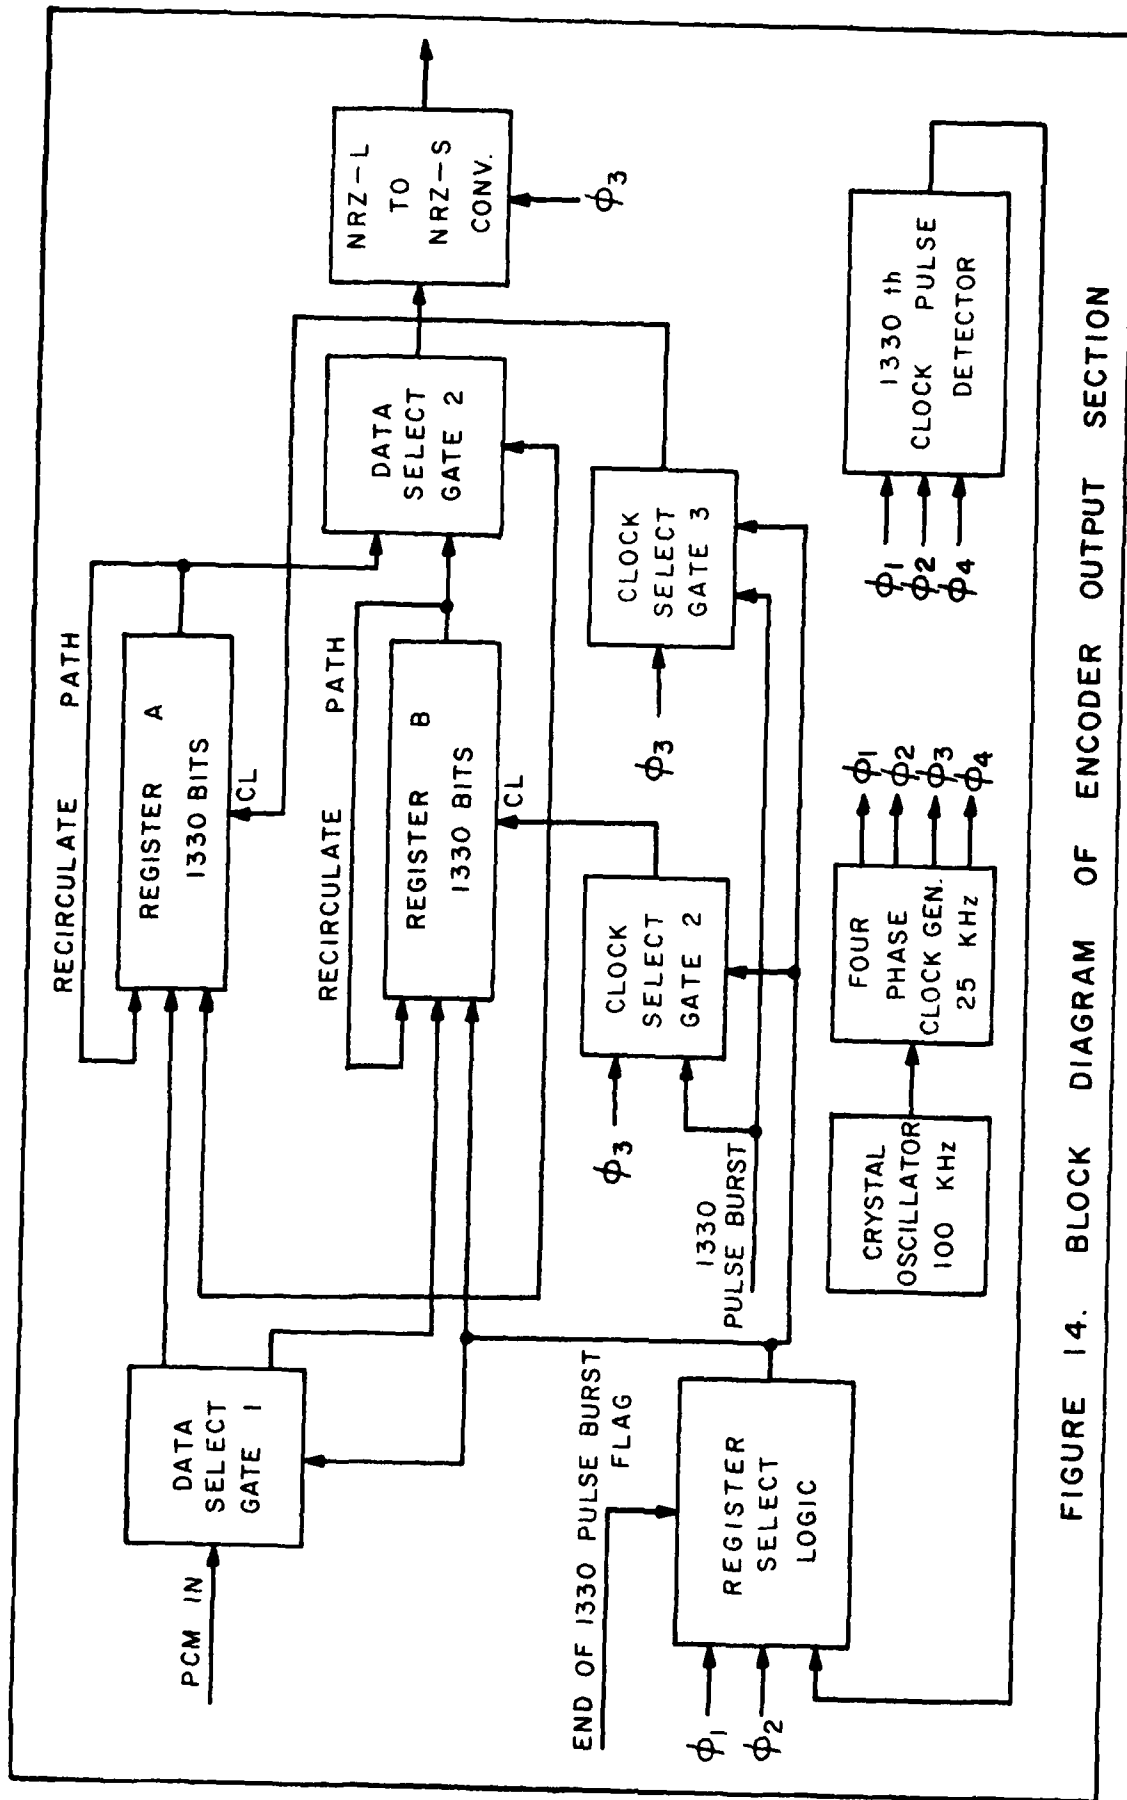 RECIRCULATE PATH
PCM IN
DATA
SELECT
GATE 1
REGISTER A
1330 BITS
CL
RECIRCULATE PATH
REGISTER B
1330 BITS
CL
DATA
SELECT
GATE 2
NRZ-L
TO
NRZ-S
CONV.
ϕ3
END OF 1330 PULSE BURST
FLAG
ϕ1
ϕ2
REGISTER
SELECT
LOGIC
1330
PULSE BURST
ϕ3
CLOCK
SELECT
GATE 2
ϕ3
CLOCK
SELECT
GATE 3
CRYSTAL
OSCILLATOR
100 KHz
FOUR
PHASE
CLOCK GEN.
25 KHz
ϕ1
ϕ2
ϕ3
ϕ4
ϕ1
ϕ2
ϕ4
1330 th
CLOCK PULSE
DETECTOR
FIGURE 14. BLOCK DIAGRAM OF ENCODER OUTPUT SECTION